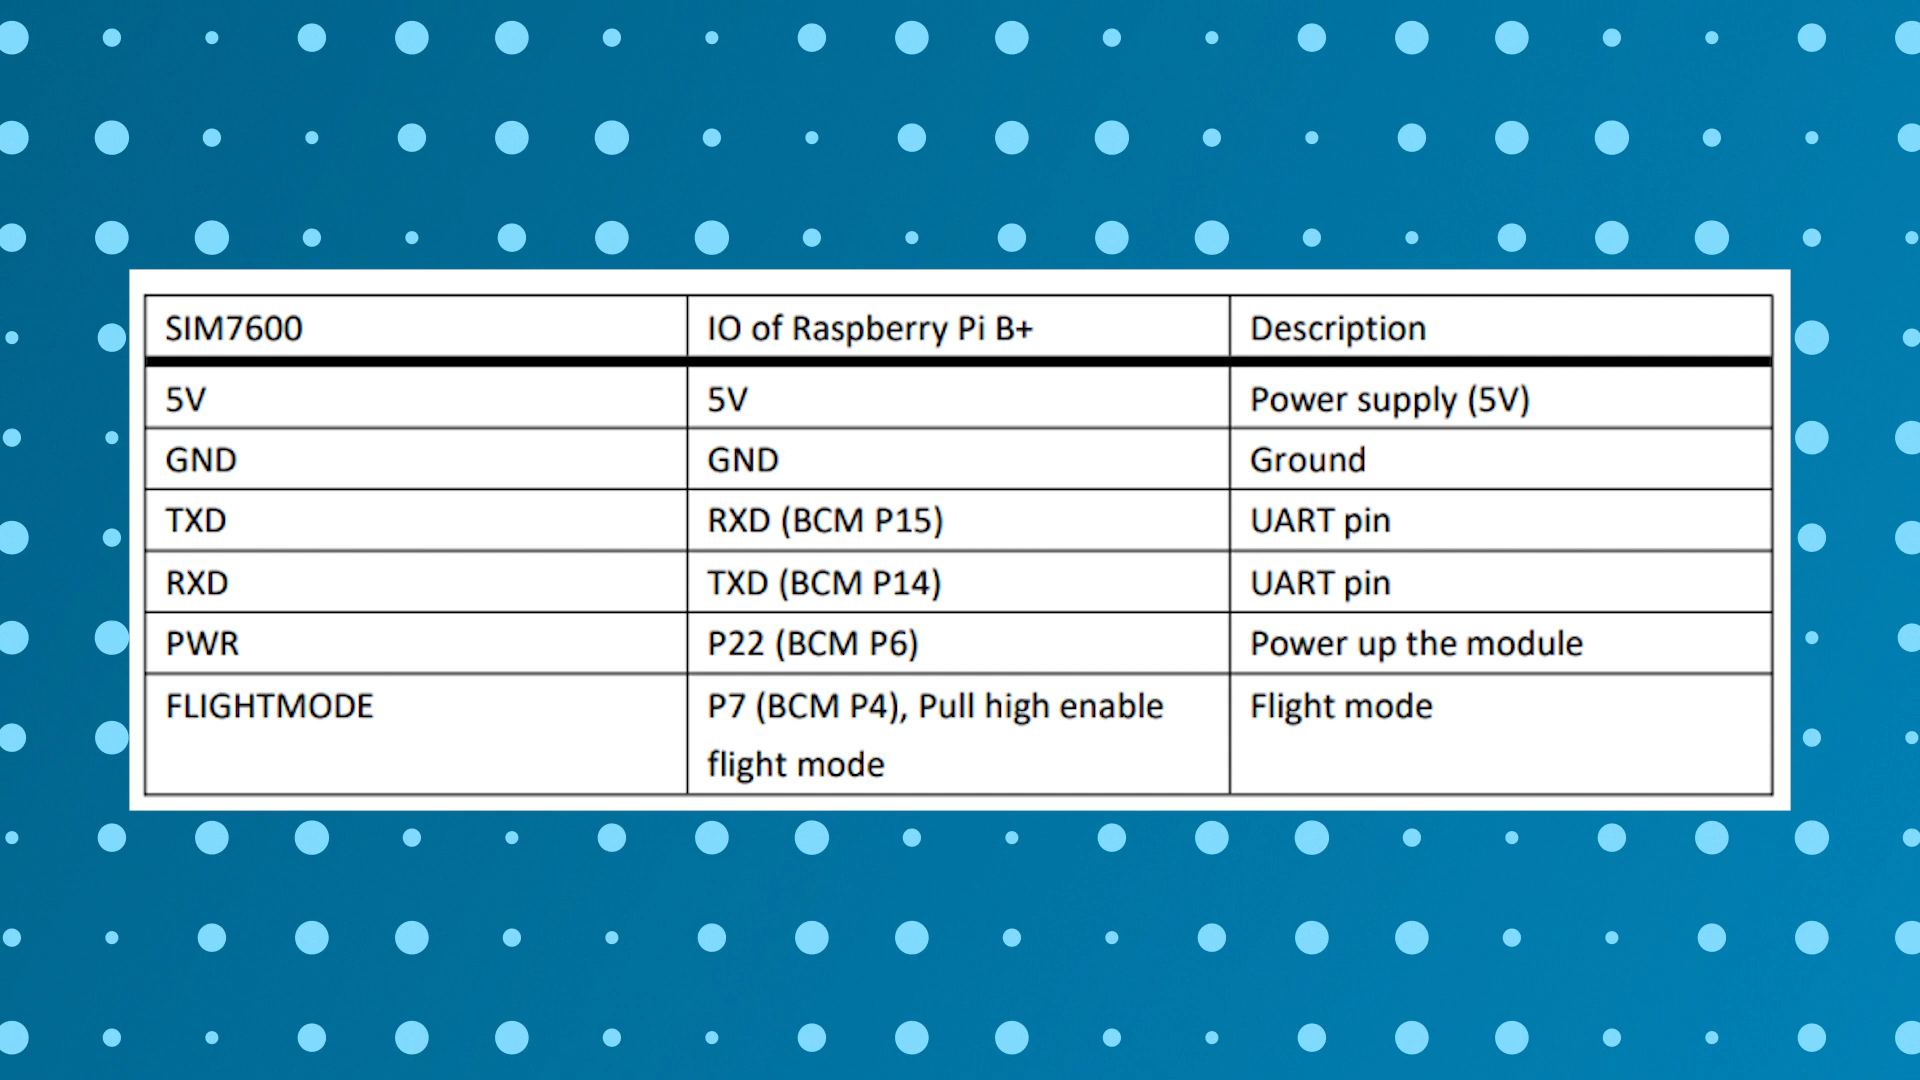 SIM7600 IO of Raspberry Pi B+ Description
5V 5V Power supply (5V)
GND GND Ground
TXD RXD (BCM P15) UART pin
RXD TXD (BCM P14) UART pin
PWR P22 (BCM P6) Power up the module
FLIGHTMODE P7 (BCM P4), Pull high enable Flight mode
flight mode